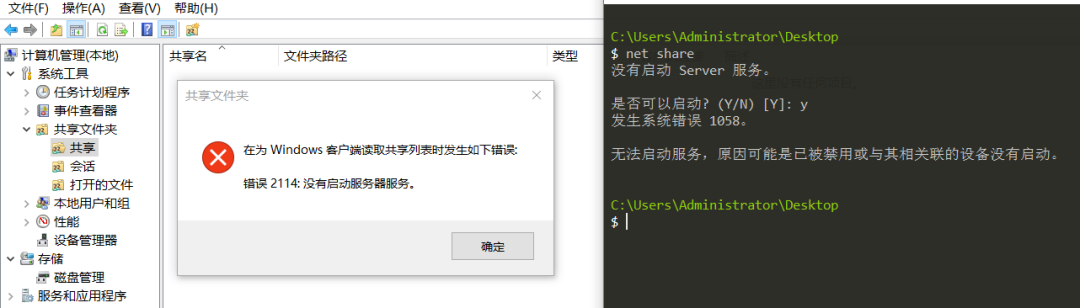 文件(F) 操作(A) 查看(V) 帮助(H)
计算机管理(本地)
系统工具
任务计划程序
事件查看器
共享文件夹
共享
会话
打开的文件
本地用户和组
性能
设备管理器
存储
磁盘管理
服务和应用程序
共享名 文件夹路径 类型
共享文件夹
在为 Windows 客户端读取共享列表时发生如下错误:
错误 2114: 没有启动服务器服务。
确定
C:\Users\Administrator\Desktop
$ net share
没有启动 Server 服务。
是否可以启动? (Y/N) [Y]: y
发生系统错误 1058。
无法启动服务，原因可能是已被禁用或与其相关联的设备没有启动。
C:\Users\Administrator\Desktop
$